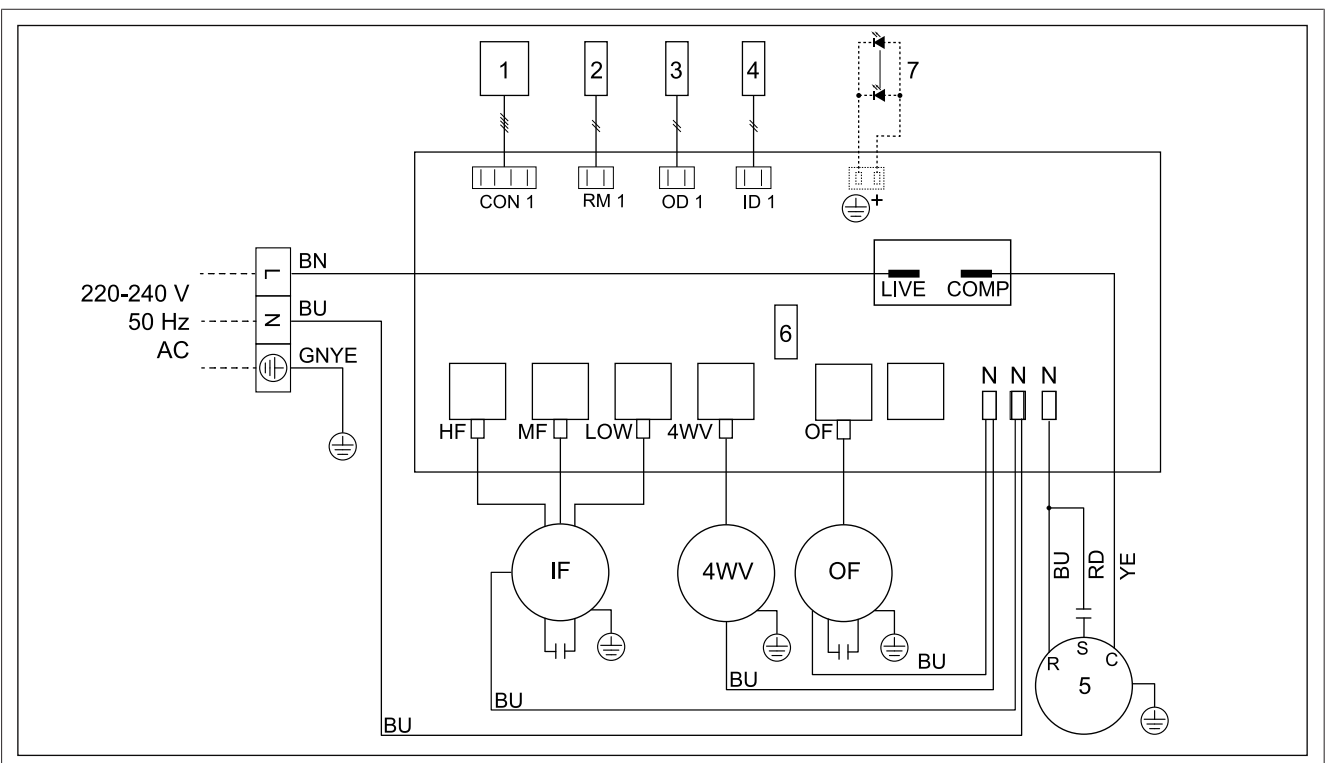 1
2
3
4
7
CON 1
RM 1
OD 1
ID 1
+
220-240 V
50 Hz
AC
L
N
BN
BU
GNYE
LIVE
COMP
6
N N N
HF
MF
LOW
4WV
OF
IF
4WV
OF
BU
RD
YE
R
S
C
5
BU
BU
BU
BU